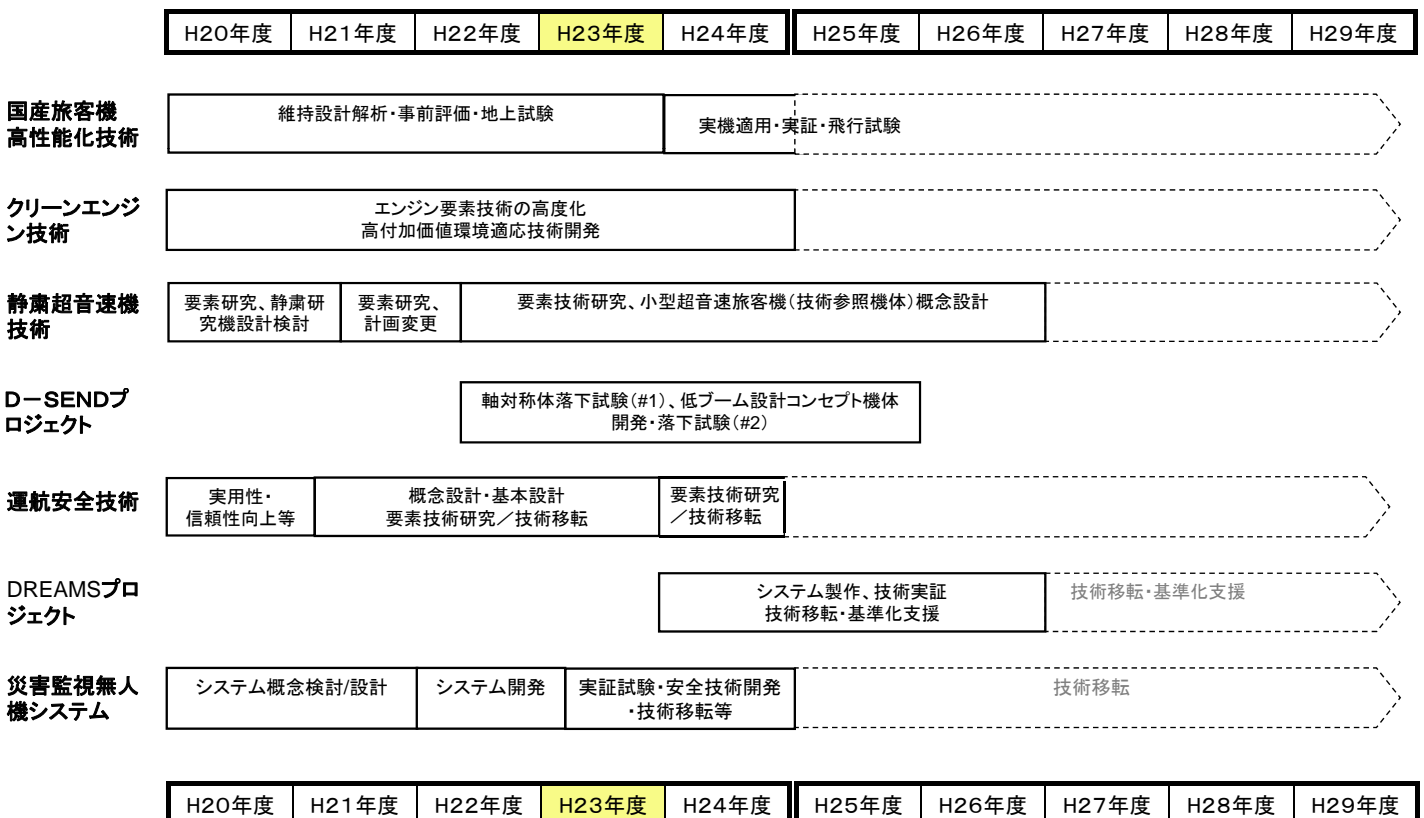 H20年度 H21年度 H22年度 H23年度 H24年度 H25年度 H26年度 H27年度 H28年度 H29年度
国産旅客機
高性能化技術
維持設計解析・事前評価・地上試験
実機適用・実証・飛行試験
クリーンエンジ
ン技術
エンジン要素技術の高度化
高付加価値環境適応技術開発
静粛超音速機
技術
要素研究、静粛研
究機設計検討
要素研究、
計画変更
要素技術研究、小型超音速旅客機(技術参照機体)概念設計
D-SENDプ
ロジェクト
軸対称体落下試験(#1)、低ブーム設計コンセプト機体
開発・落下試験(#2)
運航安全技術
実用性・
信頼性向上等
概念設計・基本設計
要素技術研究/技術移転
要素技術研究
/技術移転
DREAMSプロ
ジェクト
システム製作、技術実証
技術移転・基準化支援
技術移転・基準化支援
災害監視無人
機システム
システム概念検討/設計
システム開発
実証試験・安全技術開発
・技術移転等
技術移転
H20年度 H21年度 H22年度 H23年度 H24年度 H25年度 H26年度 H27年度 H28年度 H29年度